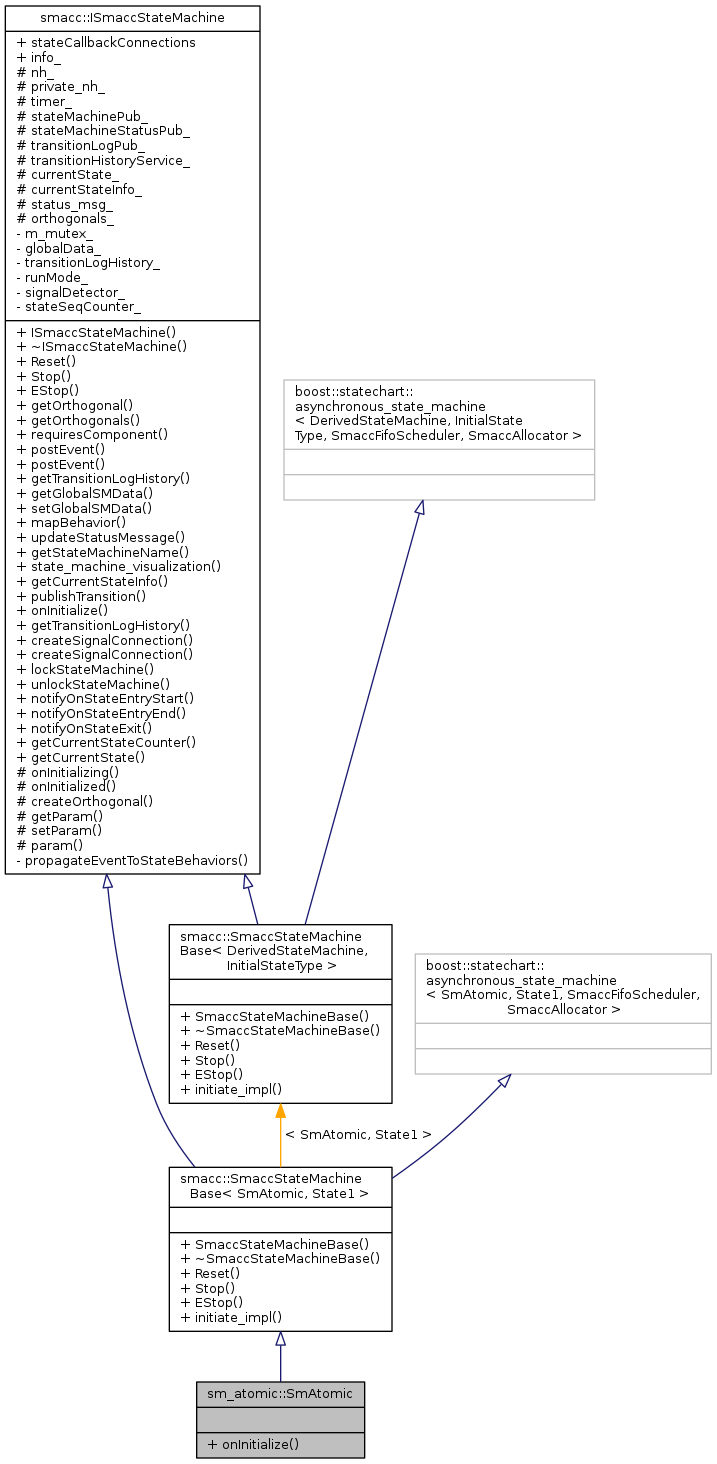 smacc::ISmaccStateMachine
+ stateCallbackConnections
+ info_
# nh_
# private_nh_
# timer_
# stateMachinePub_
# stateMachineStatusPub_
# transitionLogPub_
# transitionHistoryService_
# currentState_
# currentStateInfo_
# status_msg_
# orthogonals_
- m_mutex_
- globalData_
- transitionLogHistory_
- runMode_
- signalDetector_
- stateSeqCounter_
+ ISmaccStateMachine()
+ ~ISmaccStateMachine()
+ Reset()
+ Stop()
+ EStop()
+ getOrthogonal()
+ getOrthogonals()
+ requiresComponent()
+ postEvent()
+ postEvent()
+ getTransitionLogHistory()
+ getGlobalSMData()
+ setGlobalSMData()
+ mapBehavior()
+ updateStatusMessage()
+ getStateMachineName()
+ state_machine_visualization()
+ getCurrentStateInfo()
+ publishTransition()
+ onInitialize()
+ getTransitionLogHistory()
+ createSignalConnection()
+ createSignalConnection()
+ lockStateMachine()
+ unlockStateMachine()
+ notifyOnStateEntryStart()
+ notifyOnStateEntryEnd()
+ notifyOnStateExit()
+ getCurrentStateCounter()
+ getCurrentState()
# onInitializing()
# onInitialized()
# createOrthogonal()
# getParam()
# setParam()
# param()
- propagateEventToStateBehaviors()
boost::statechart::
asynchronous_state_machine
< DerivedStateMachine, InitialState
Type, SmaccFifoScheduler, SmaccAllocator >
smacc::SmaccStateMachine
Base< DerivedStateMachine,
InitialStateType >
+ SmaccStateMachineBase()
+ ~SmaccStateMachineBase()
+ Reset()
+ Stop()
+ EStop()
+ initiate_impl()
boost::statechart::
asynchronous_state_machine
< SmAtomic, State1, SmaccFifoScheduler,
SmaccAllocator >
< SmAtomic, State1 >
smacc::SmaccStateMachine
Base< SmAtomic, State1 >
+ SmaccStateMachineBase()
+ ~SmaccStateMachineBase()
+ Reset()
+ Stop()
+ EStop()
+ initiate_impl()
sm_atomic::SmAtomic
+ onInitialize()